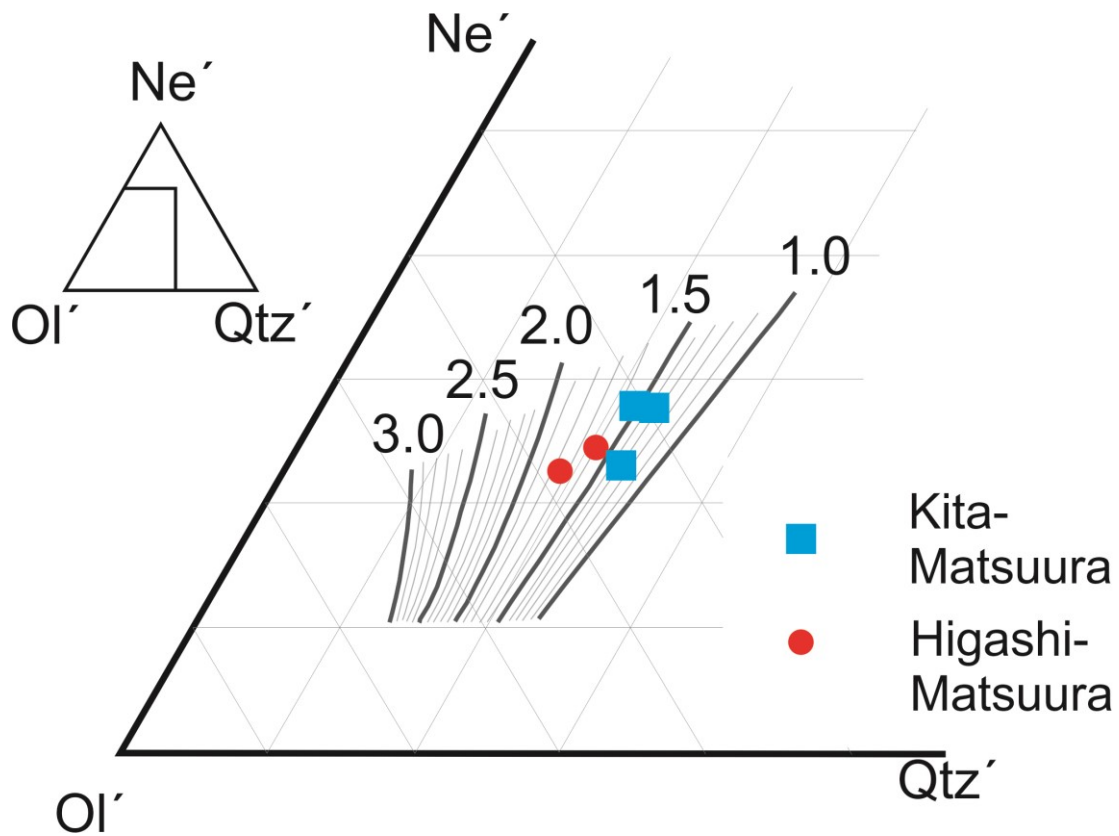 Ne´
Ne´
Ol´
Qtz´
1.0
1.5
2.0
2.5
3.0
Kita-
Matsuura
Higashi-
Matsuura
Qtz´
Ol´